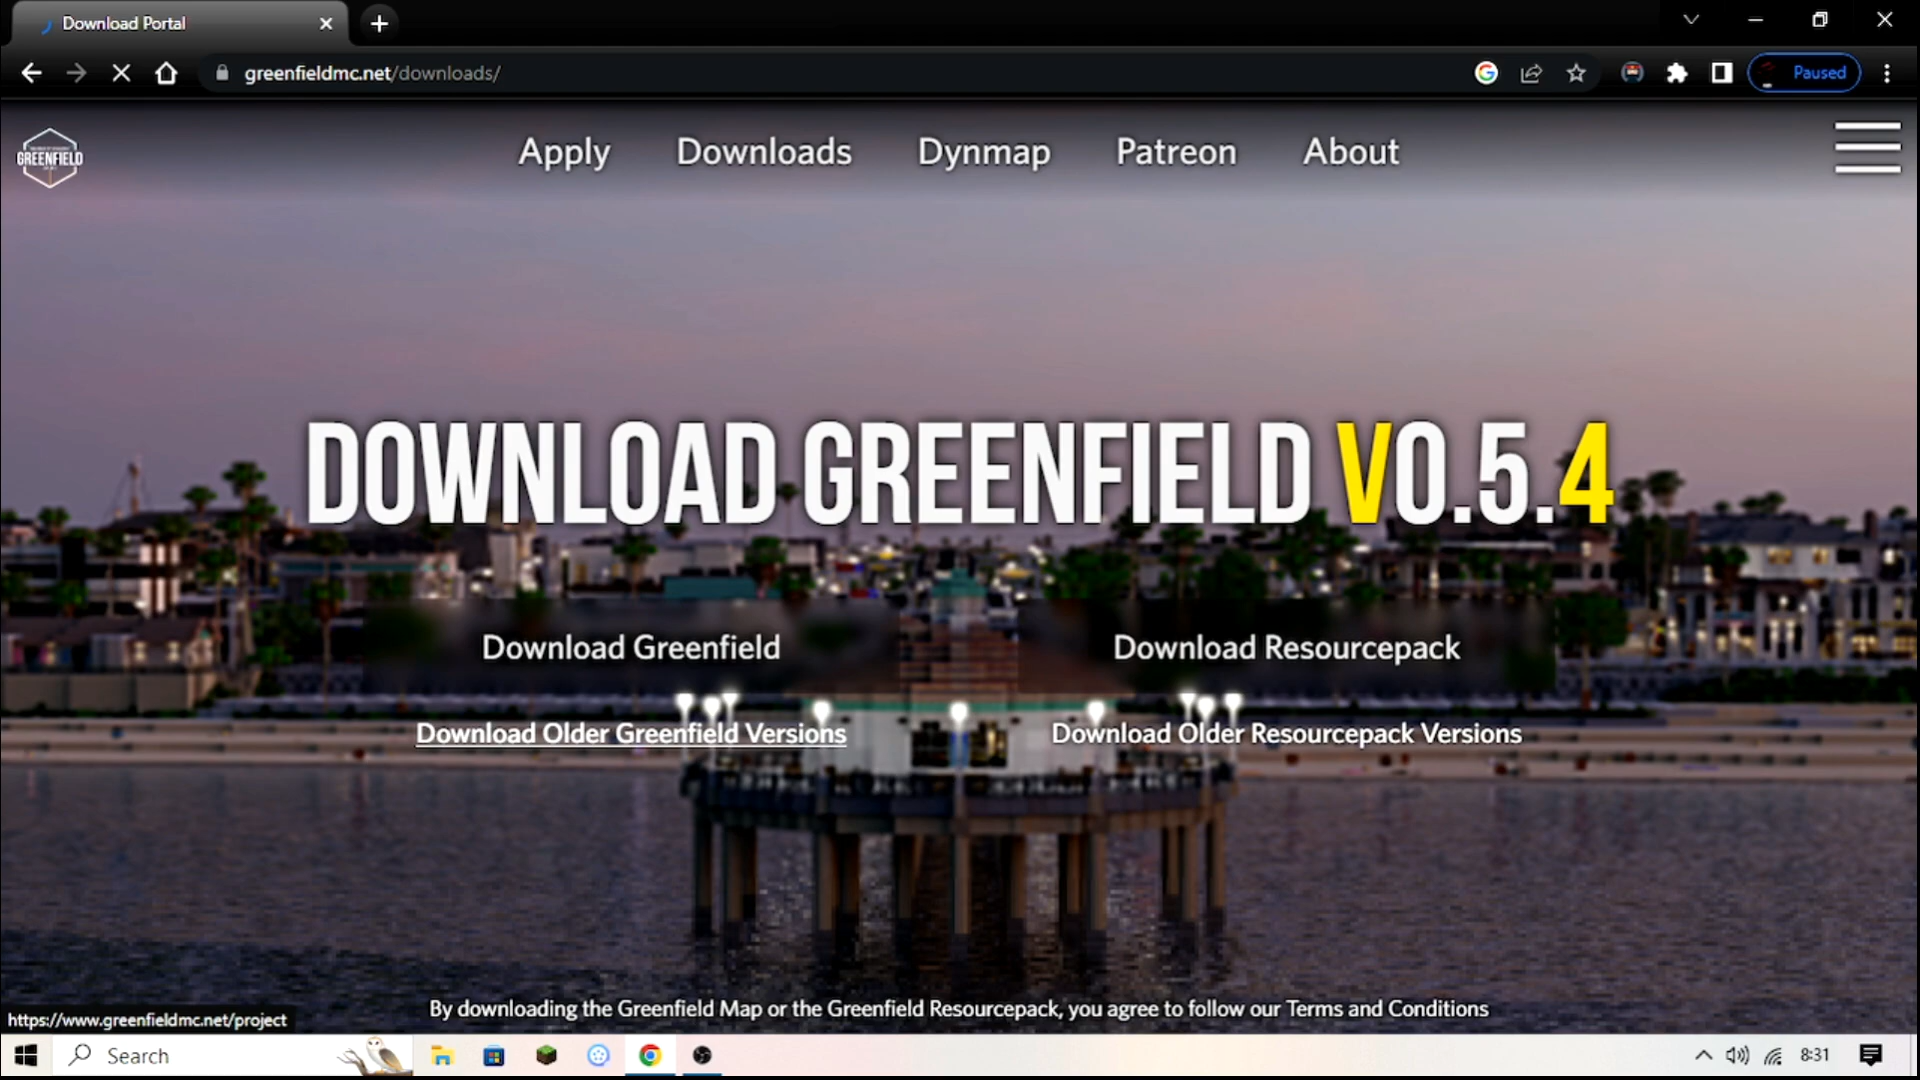 Download Portal
greenfieldmc.net/downloads/
Paused
GREENFIELD
Apply
Downloads
Dynmap
Patreon
About
DOWNLOAD GREENFIELD V0.5.4
Download Greenfield
Download Resourcepack
Download Older Greenfield Versions
Download Older Resourcepack Versions
By downloading the Greenfield Map or the Greenfield Resourcepack, you agree to follow our Terms and Conditions
https://www.greenfieldmc.net/project
Search
8:31